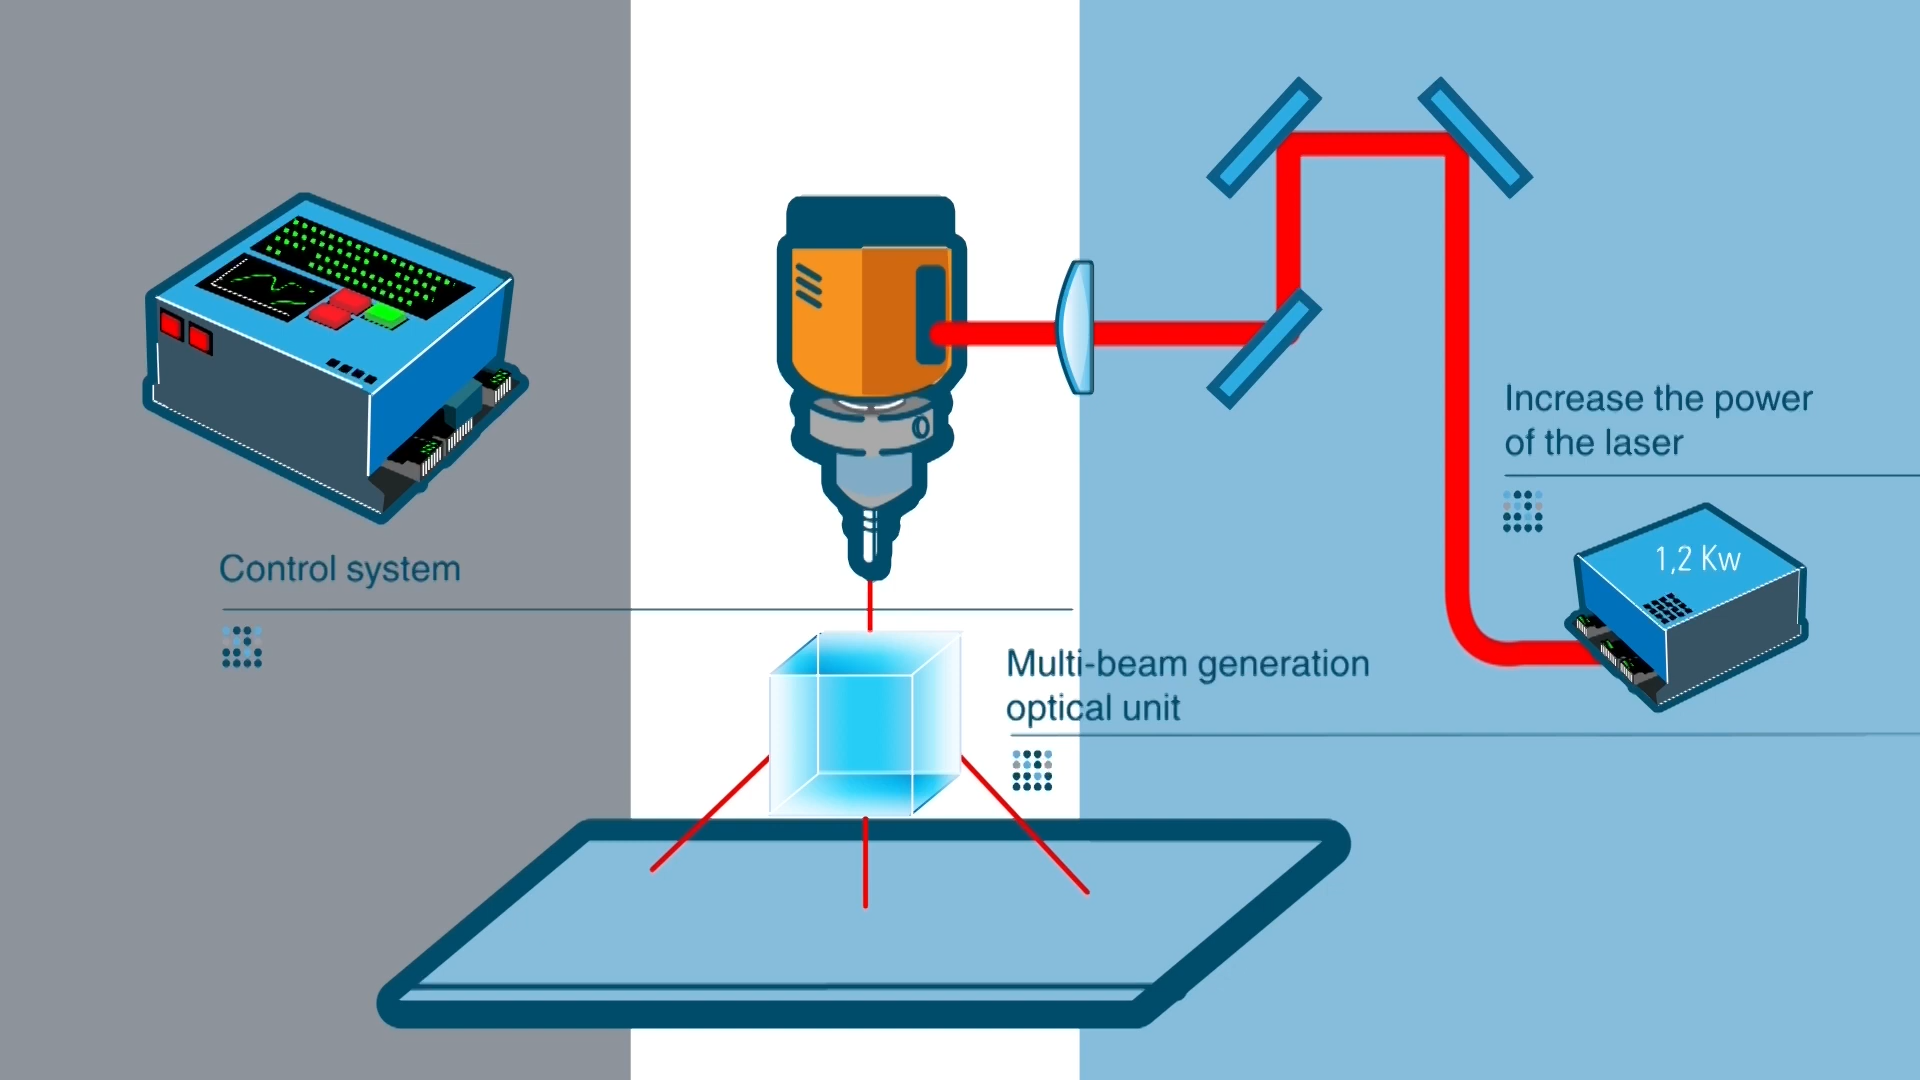 Increase the power
of the laser
1,2 Kw
Control system
Multi-beam generation
optical unit